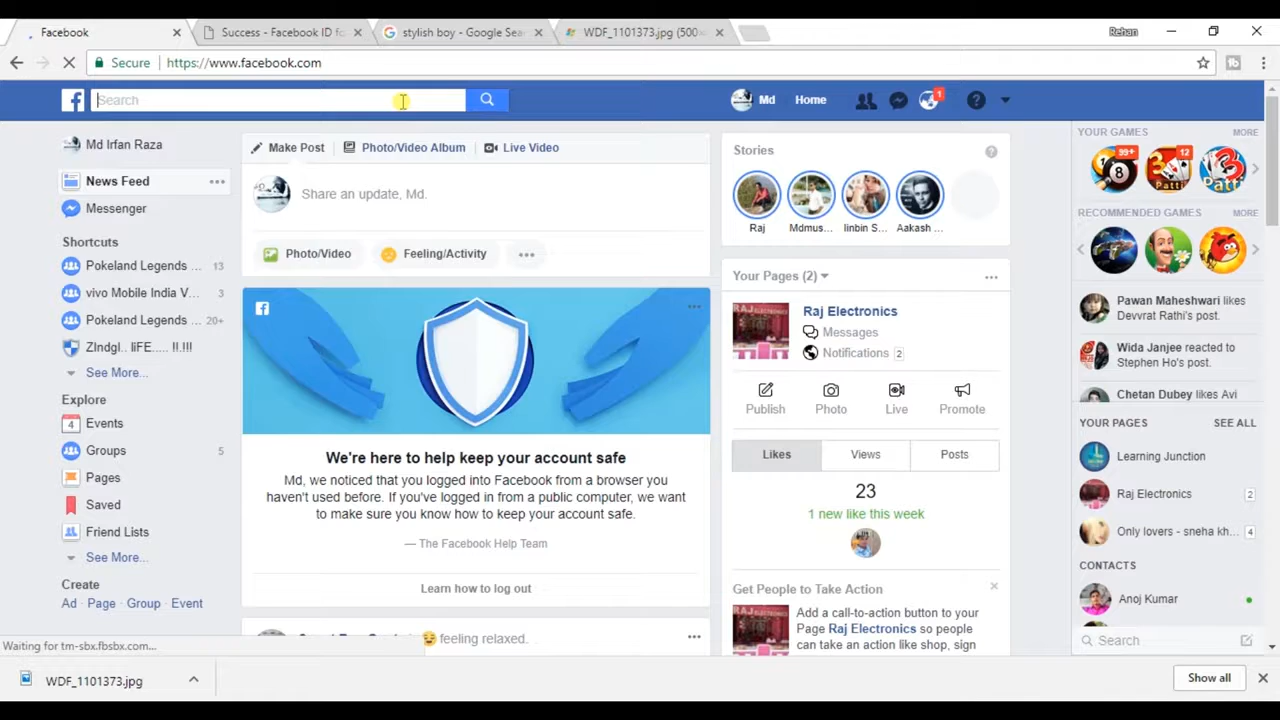 Facebook
Success - Facebook ID fo
stylish boy - Google Sea
WDF_1101373.jpg (500×
Rehan
Secure
https://www.facebook.com
Search
Md
Home
1
Md Irfan Raza
News Feed
Messenger
Shortcuts
Pokeland Legends ... 13
vivo Mobile India V... 3
Pokeland Legends ... 20+
ZIndgl.. liFE..... !!.!!!
See More...
Explore
4
Events
Groups 5
Pages
Saved
Friend Lists
See More...
Create
Ad · Page · Group · Event
Make Post
Photo/Video Album
Live Video
Share an update, Md.
Photo/Video
Feeling/Activity
We're here to help keep your account safe
Md, we noticed that you logged into Facebook from a browser you
haven't used before. If you've logged in from a public computer, we want
to make sure you know how to keep your account safe.
— The Facebook Help Team
Learn how to log out
feeling relaxed.
Stories
Raj
Mdmus...
Iinbin S...
Aakash ...
Your Pages (2)
Raj Electronics
Messages
Notifications 2
Publish
Photo
Live
Promote
Likes
Views
Posts
23
1 new like this week
Get People to Take Action
Add a call-to-action button to your
Page Raj Electronics so people
can take an action like shop, sign
YOUR GAMES
MORE
99+
8
12
3
Patti
3
Patti
RECOMMENDED GAMES
MORE
Pawan Maheshwari likes
Devvrat Rathi's post.
Wida Janjee reacted to
Stephen Ho's post.
Chetan Dubey likes Avi
YOUR PAGES
SEE ALL
Learning Junction
Raj Electronics 2
Only lovers - sneha kh... 4
CONTACTS
Anoj Kumar
Search
Waiting for tm-sbx.fbsbx.com...
WDF_1101373.jpg
Show all